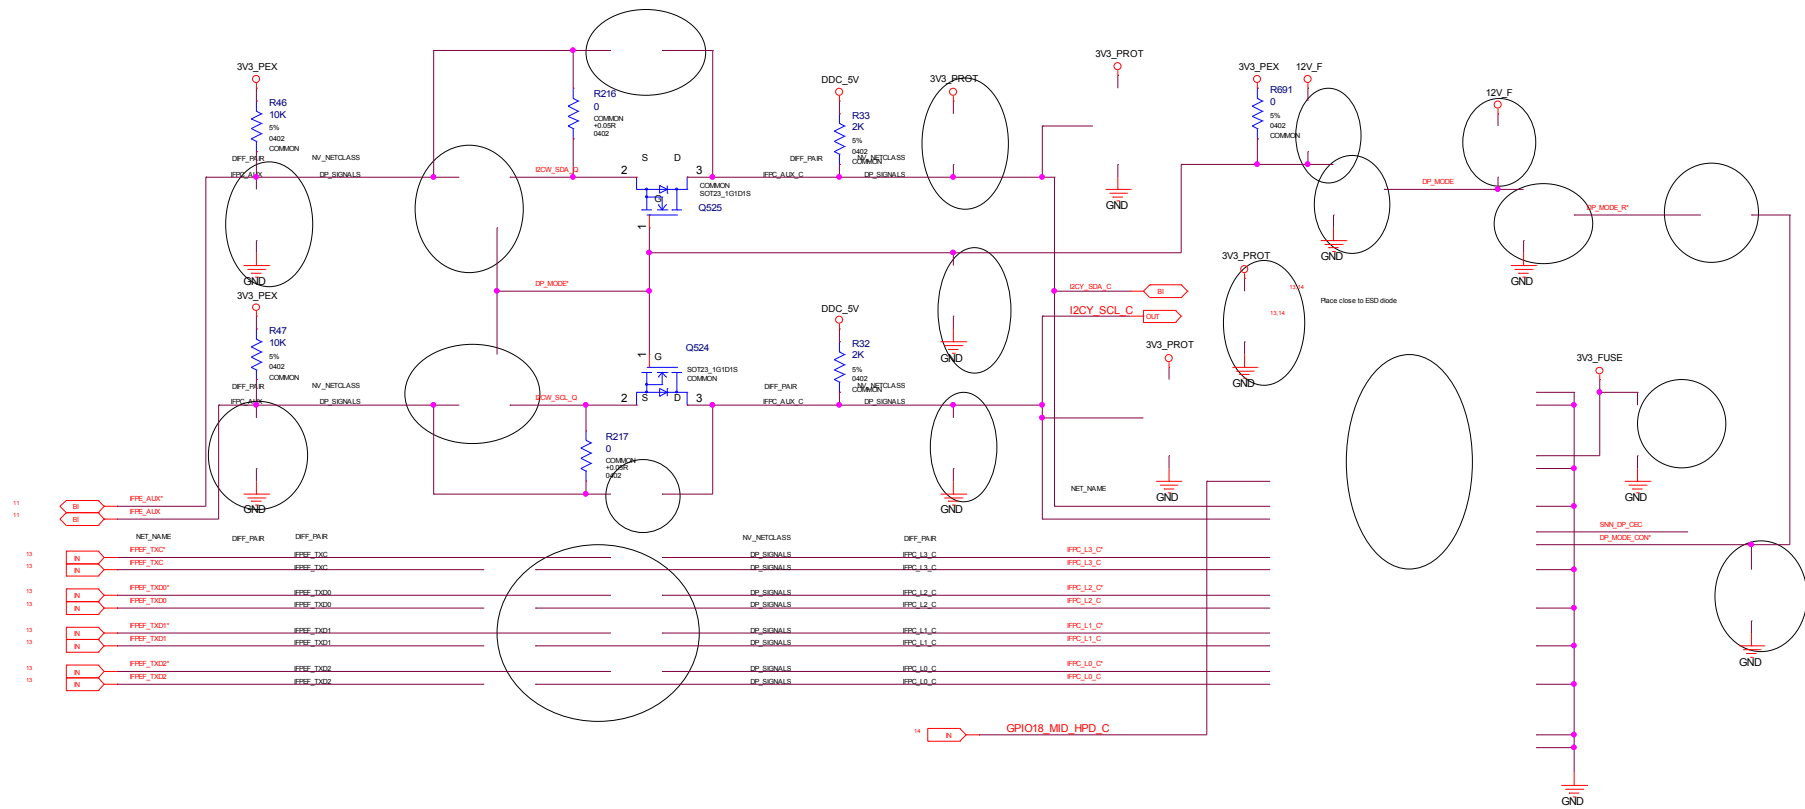 3V3_PEX
R46
10K
5%
0402
COMMON
R216
0
COMMON
+0.05R
0402
DDC_5V
R33
2K
5%
0402
COMMON
3V3_PROT
3V3_PROT
GND
3V3_PEX
R691
0
5%
0402
COMMON
12V_F
12V_F
DIFF_PAIR
NV_NETCLASS
DP_SIGNALS
I2CW_SDA_Q
2
S
D
3
G
1
COMMON
SOT23_1G1D1S
Q525
DIFF_PAIR
NV_NETCLASS
IFPC_AUX_C
DP_SIGNALS
DP_MODE
DP_MODE_R*
GND
GND
GND
3V3_PEX
R47
10K
5%
0402
COMMON
DP_MODE*
I2CY_SDA_C
BI
13,14
I2CY_SCL_C
OUT
13,14
3V3_PROT
Place close to ESD diode
GND
DDC_5V
R32
2K
5%
0402
COMMON
GND
3V3_PROT
GND
1
G
Q524
SOT23_1G1D1S
COMMON
2
S
D
3
DIFF_PAIR
NV_NETCLASS
IFPC_AUX
DP_SIGNALS
I2CW_SCL_Q
DIFF_PAIR
NV_NETCLASS
IFPC_AUX_C
DP_SIGNALS
R217
0
COMMON
+0.05R
0402
3V3_FUSE
GND
GND
GND
NET_NAME
11
BI
IFPE_AUX*
11
BI
IFPE_AUX
SNN_DP_CEC
DP_MODE_CON*
GND
NET_NAME
DIFF_PAIR
DIFF_PAIR
NV_NETCLASS
DIFF_PAIR
13
IN
IFPEF_TXC*
IFPEF_TXC
DP_SIGNALS
IFPC_L3_C
IFPC_L3_C*
13
IN
IFPEF_TXC
IFPEF_TXC
DP_SIGNALS
IFPC_L3_C
IFPC_L3_C
13
IN
IFPEF_TXD0*
IFPEF_TXD0
DP_SIGNALS
IFPC_L2_C
IFPC_L2_C*
13
IN
IFPEF_TXD0
IFPEF_TXD0
DP_SIGNALS
IFPC_L2_C
IFPC_L2_C
13
IN
IFPEF_TXD1*
IFPEF_TXD1
DP_SIGNALS
IFPC_L1_C
IFPC_L1_C*
13
IN
IFPEF_TXD1
IFPEF_TXD1
DP_SIGNALS
IFPC_L1_C
IFPC_L1_C
13
IN
IFPEF_TXD2*
IFPEF_TXD2
DP_SIGNALS
IFPC_L0_C
IFPC_L0_C*
13
IN
IFPEF_TXD2
IFPEF_TXD2
DP_SIGNALS
IFPC_L0_C
IFPC_L0_C
14
IN
GPIO18_MID_HPD_C
GND